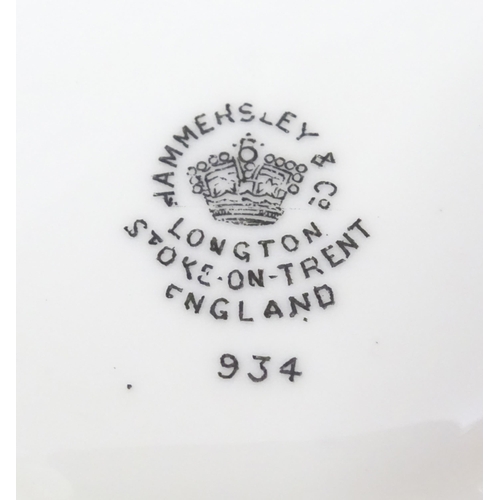 HAMMERSLEY & Co
LONGTON
STOKE-ON-TRENT
ENGLAND
934